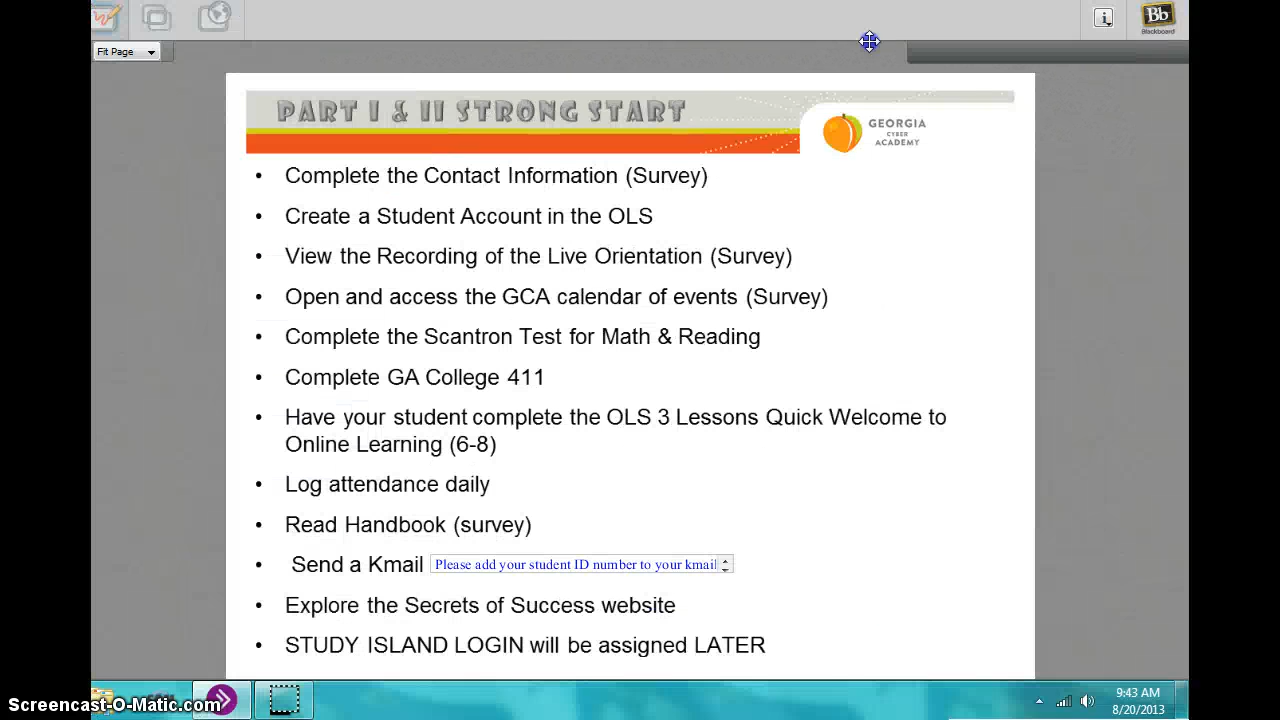 Bb
Blackboard
Fit Page
PART I & II STRONG START
GEORGIA
CYBER
ACADEMY
• Complete the Contact Information (Survey)
• Create a Student Account in the OLS
• View the Recording of the Live Orientation (Survey)
• Open and access the GCA calendar of events (Survey)
• Complete the Scantron Test for Math & Reading
• Complete GA College 411
• Have your student complete the OLS 3 Lessons Quick Welcome to
Online Learning (6-8)
• Log attendance daily
• Read Handbook (survey)
• Send a Kmail Please add your student ID number to your kmail
• Explore the Secrets of Success website
• STUDY ISLAND LOGIN will be assigned LATER
9:43 AM
8/20/2013
Screencast-O-Matic.com